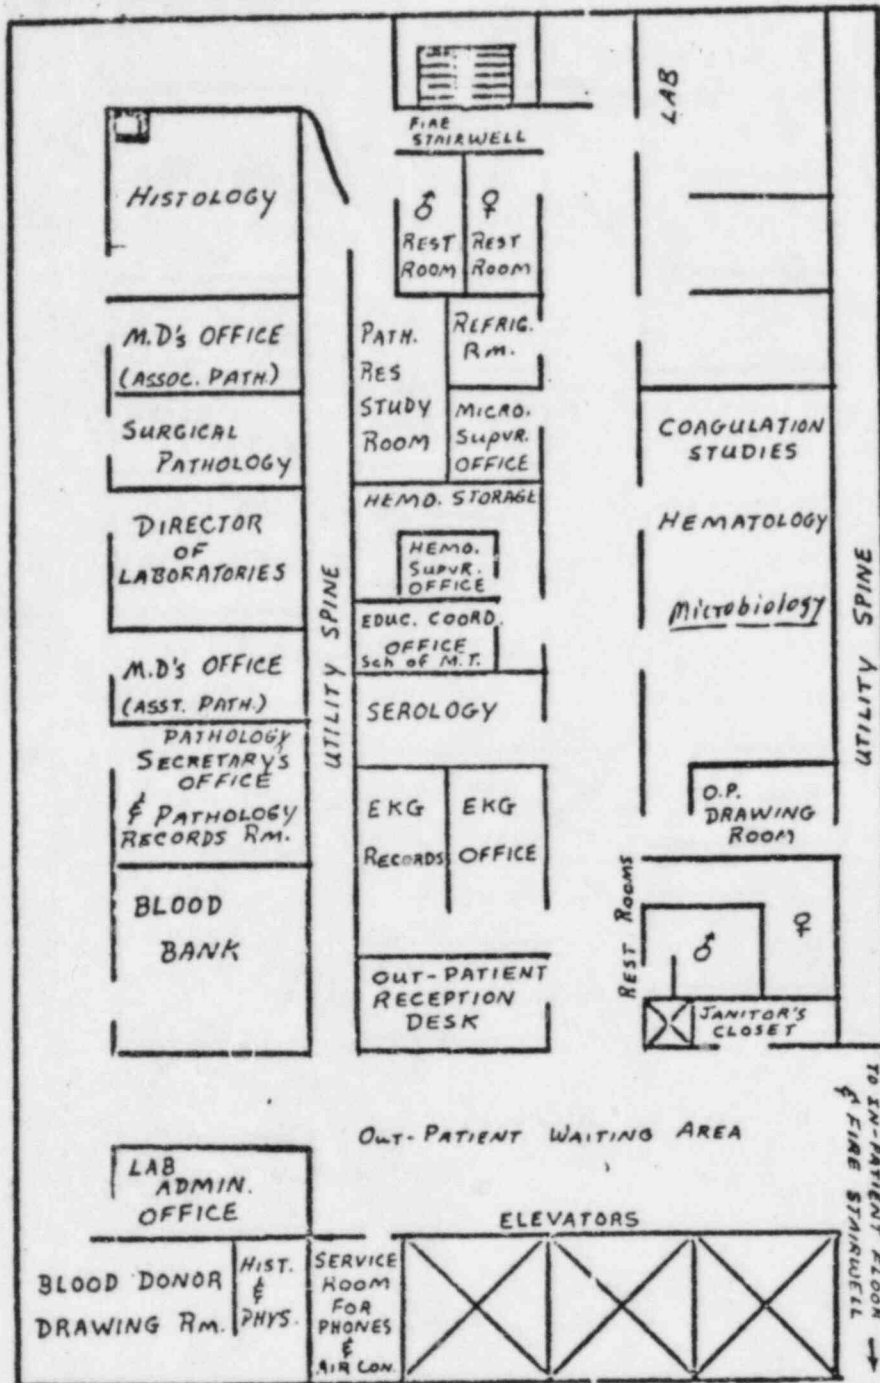 FIRE
STAIRWELL
LAB
HISTOLOGY
♂
REST
ROOM
♀
REST
ROOM
M.D's OFFICE
(ASSOC. PATH.)
PATH.
RES
STUDY
ROOM
REFRIG.
RM.
SURGICAL
PATHOLOGY
MICRO.
SUPVR.
OFFICE
COAGULATION
STUDIES
HEMO. STORAGE
DIRECTOR
OF
LABORATORIES
HEMO.
SUPVR.
OFFICE
HEMATOLOGY
Microbiology
UTILITY SPINE
UTILITY SPINE
EDUC. COORD.
OFFICE
Sch of M.T.
M.D's OFFICE
(ASST. PATH.)
SEROLOGY
PATHOLOGY
SECRETARY'S
OFFICE
& PATHOLOGY
RECORDS RM.
EKG
RECORDS
EKG
OFFICE
O.P.
DRAWING
ROOM
BLOOD
BANK
REST ROOMS
♂
♀
OUT-PATIENT
RECEPTION
DESK
JANITOR'S
CLOSET
OUT-PATIENT WAITING AREA
TO IN-PATIENT FLOOR
& FIRE STAIRWELL
LAB
ADMIN.
OFFICE
ELEVATORS
BLOOD DONOR
DRAWING RM.
HIST.
&
PHYS.
SERVICE
ROOM
FOR
PHONES
&
AIR CON.